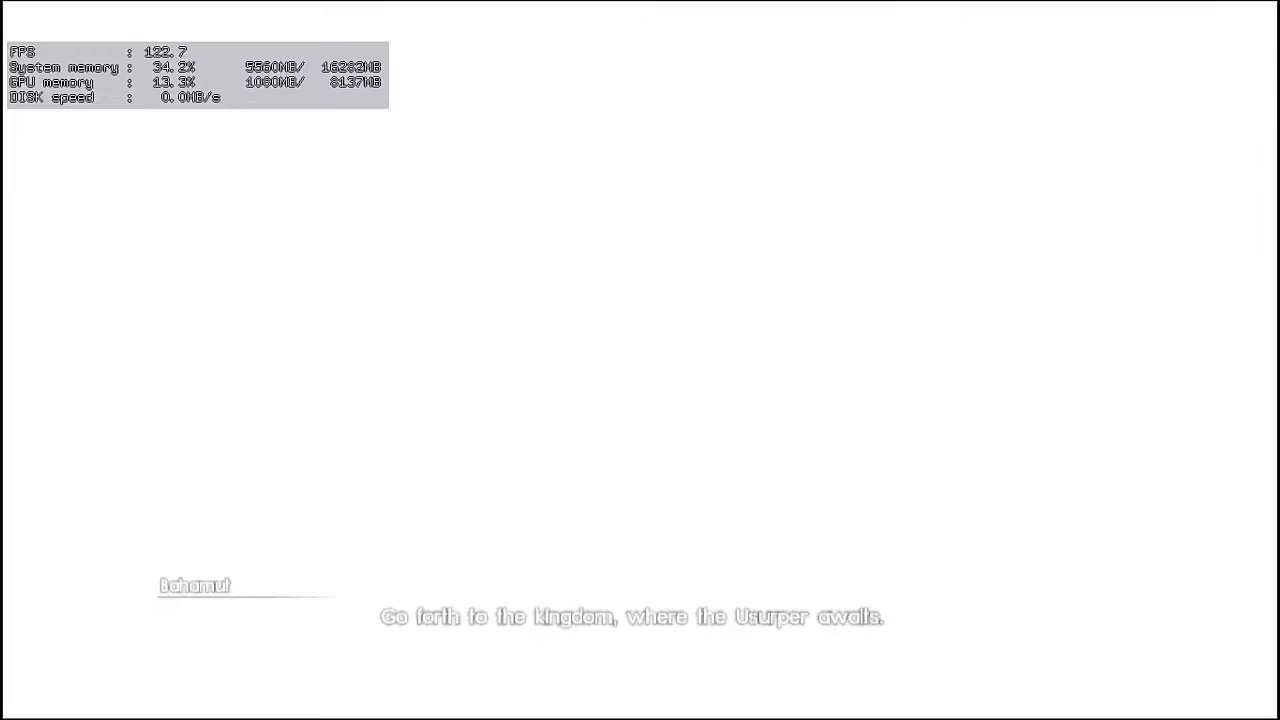 FPS : 122.7
System memory : 34.2% 5560MB/ 16282MB
GPU memory : 13.3% 1080MB/ 8137MB
DISK speed : 0.0MB/s
Bahamut
Go forth to the kingdom, where the Usurper awaits.